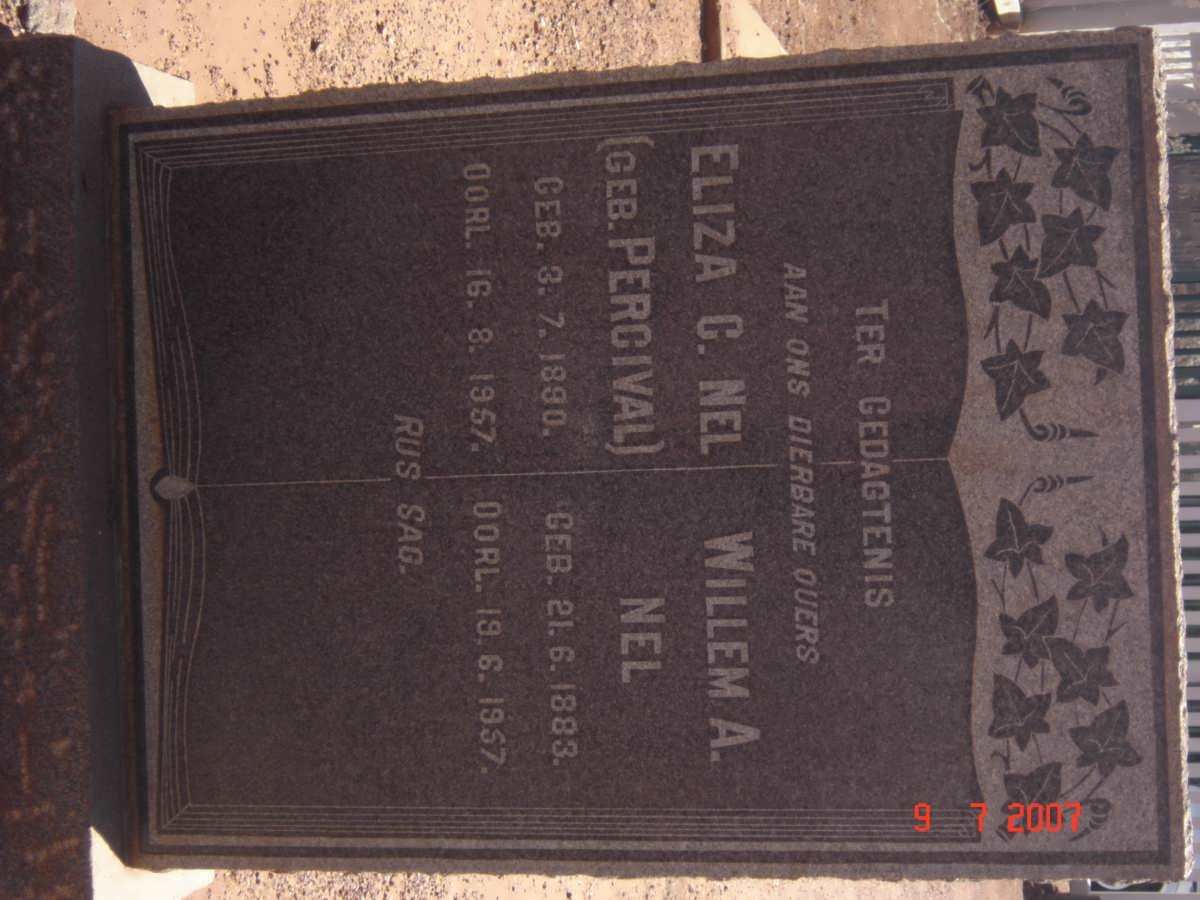 TER GEDAGTENIS
AAN ONS DIERBARE OUERS
ELIZA C. NEL
(GEB. PERCIVAL)
GEB. 3. 7. 1890.
OORL. 16. 8. 1957.
WILLEM A.
NEL
GEB. 21. 6. 1883.
OORL. 19. 6. 1957.
RUS SAG.
9 7 2007